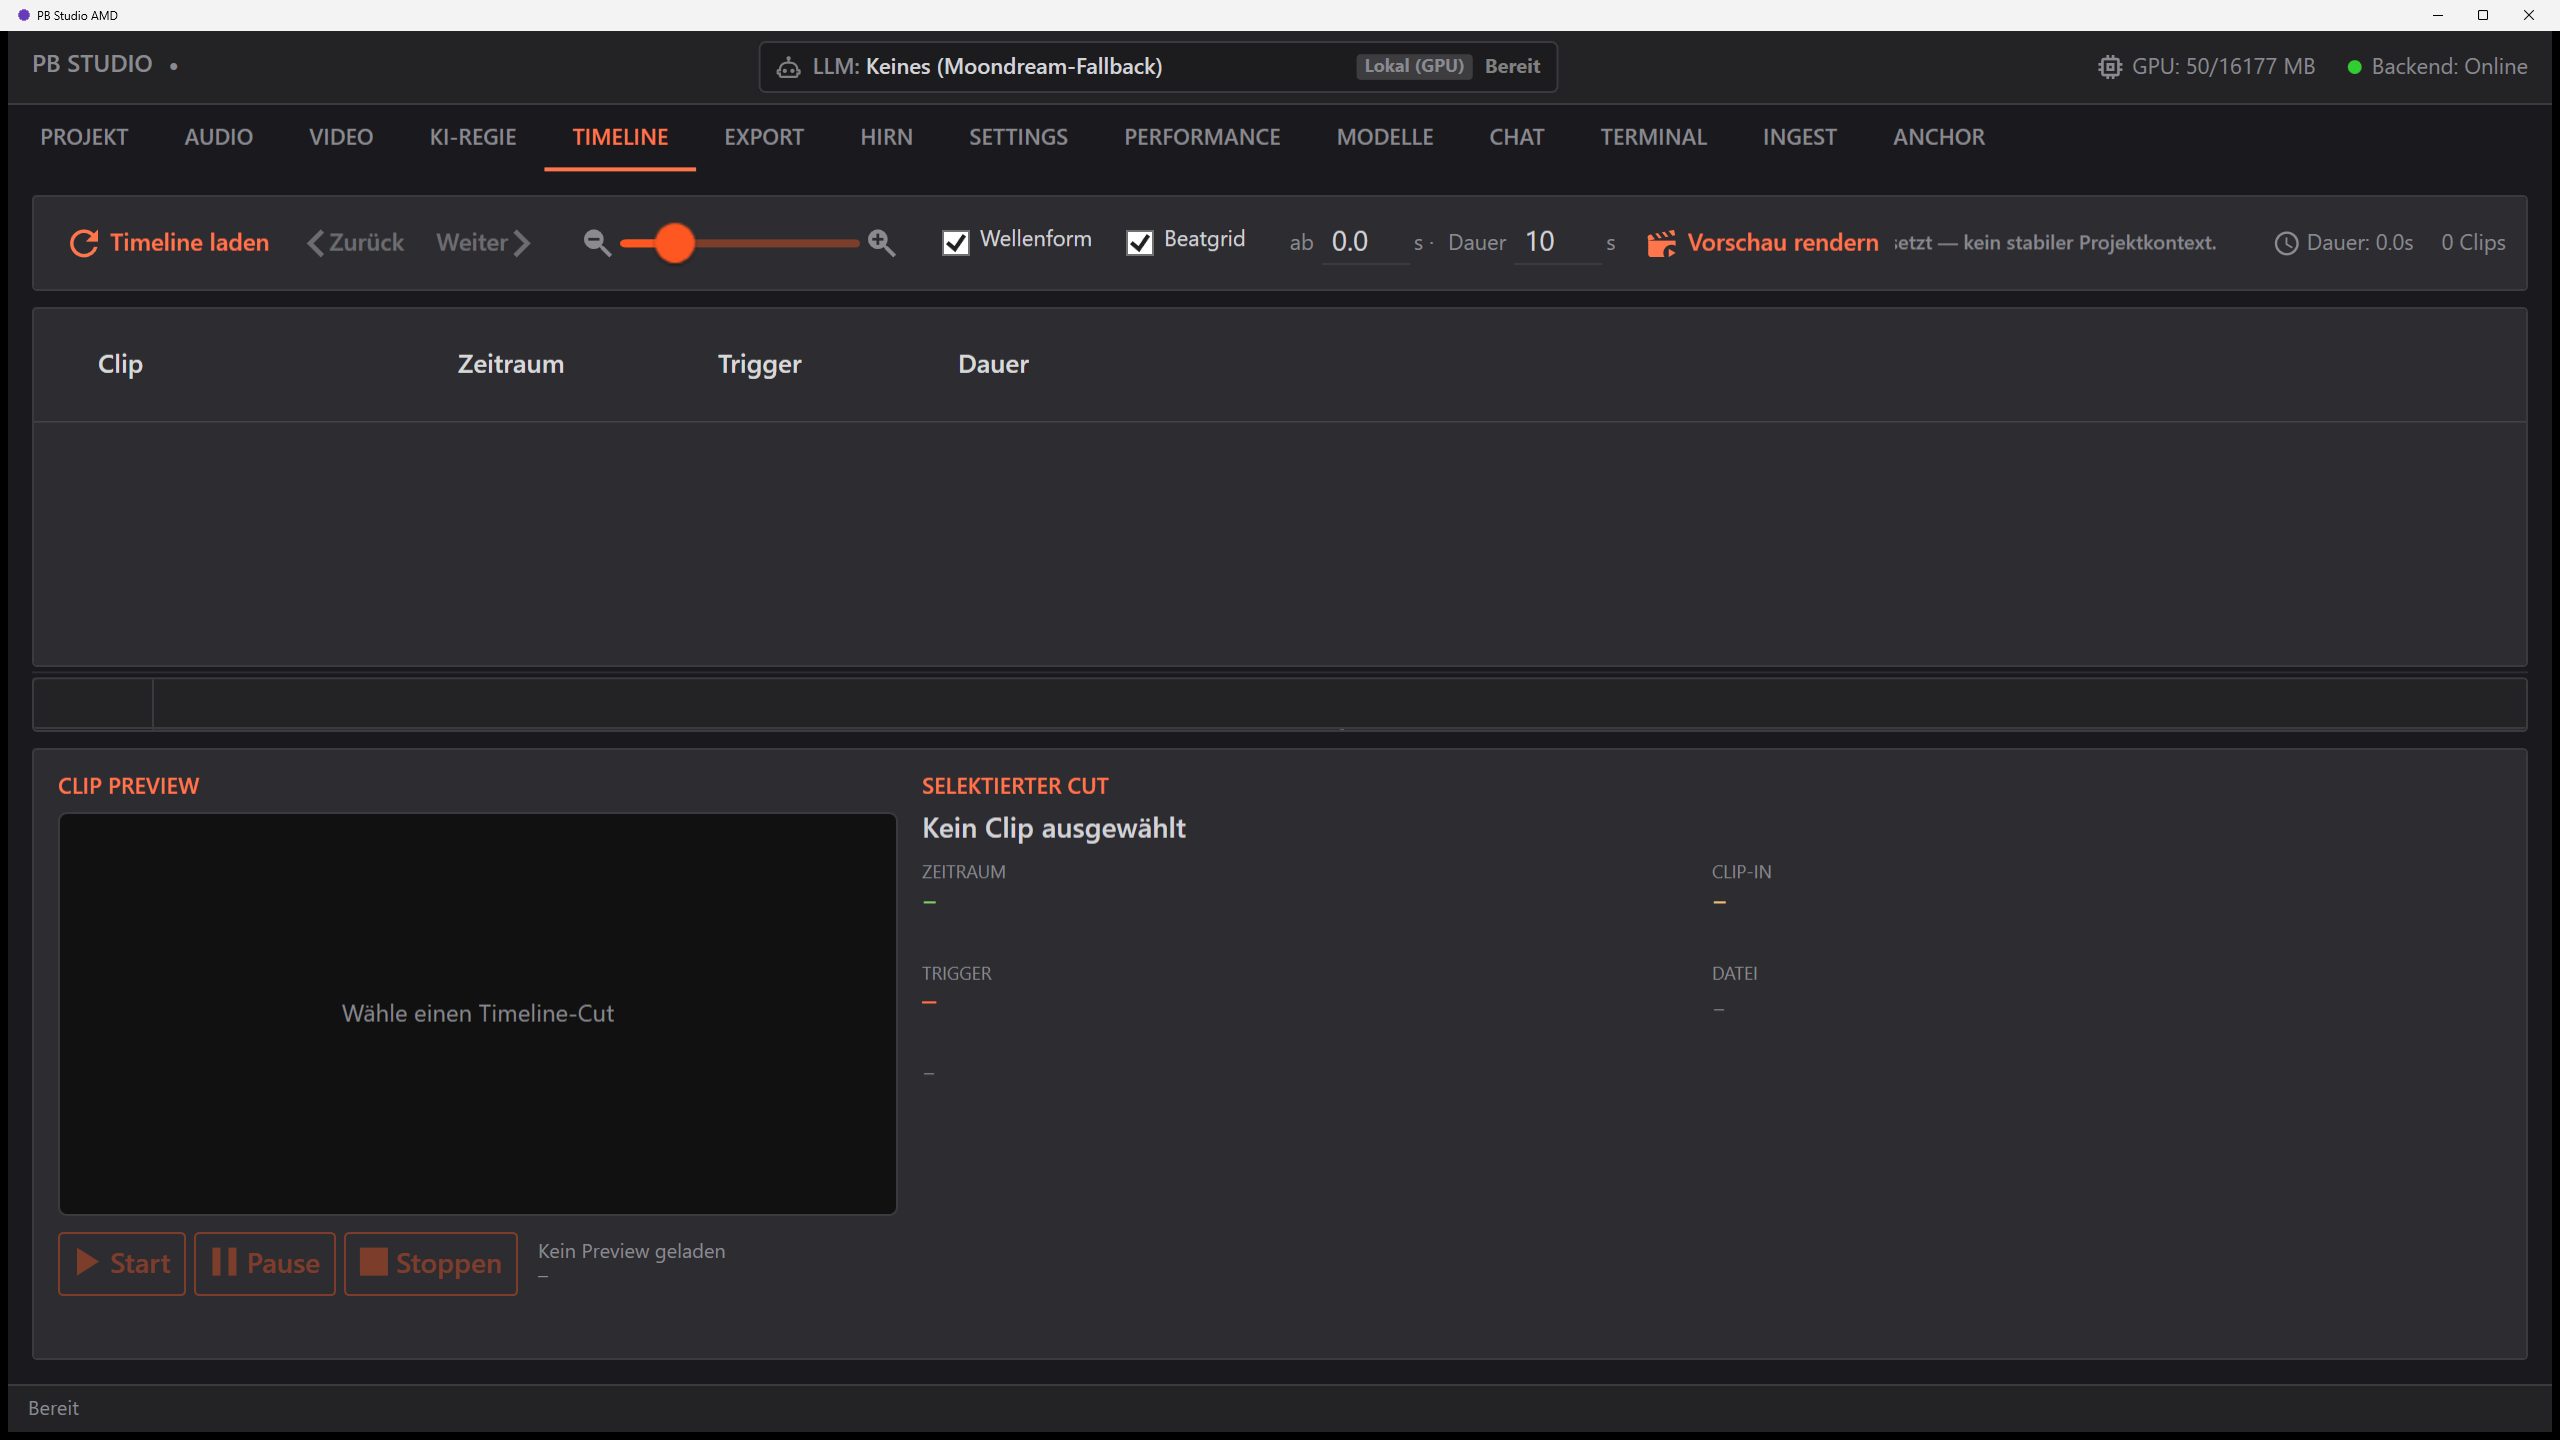 PB Studio AMD
PB STUDIO •
LLM: Keines (Moondream-Fallback) Lokal (GPU) Bereit
GPU: 50/16177 MB Backend: Online
PROJEKT AUDIO VIDEO KI-REGIE TIMELINE EXPORT HIRN SETTINGS PERFORMANCE MODELLE CHAT TERMINAL INGEST ANCHOR
Timeline laden Zurück Weiter Wellenform Beatgrid ab 0.0 s · Dauer 10 s Vorschau rendern setzt — kein stabiler Projektkontext. Dauer: 0.0s 0 Clips
Clip Zeitraum Trigger Dauer
CLIP PREVIEW
Wähle einen Timeline-Cut
Start Pause Stoppen
Kein Preview geladen
–
SELEKTIERTER CUT
Kein Clip ausgewählt
ZEITRAUM CLIP-IN
– –
TRIGGER DATEI
– –
–
Bereit